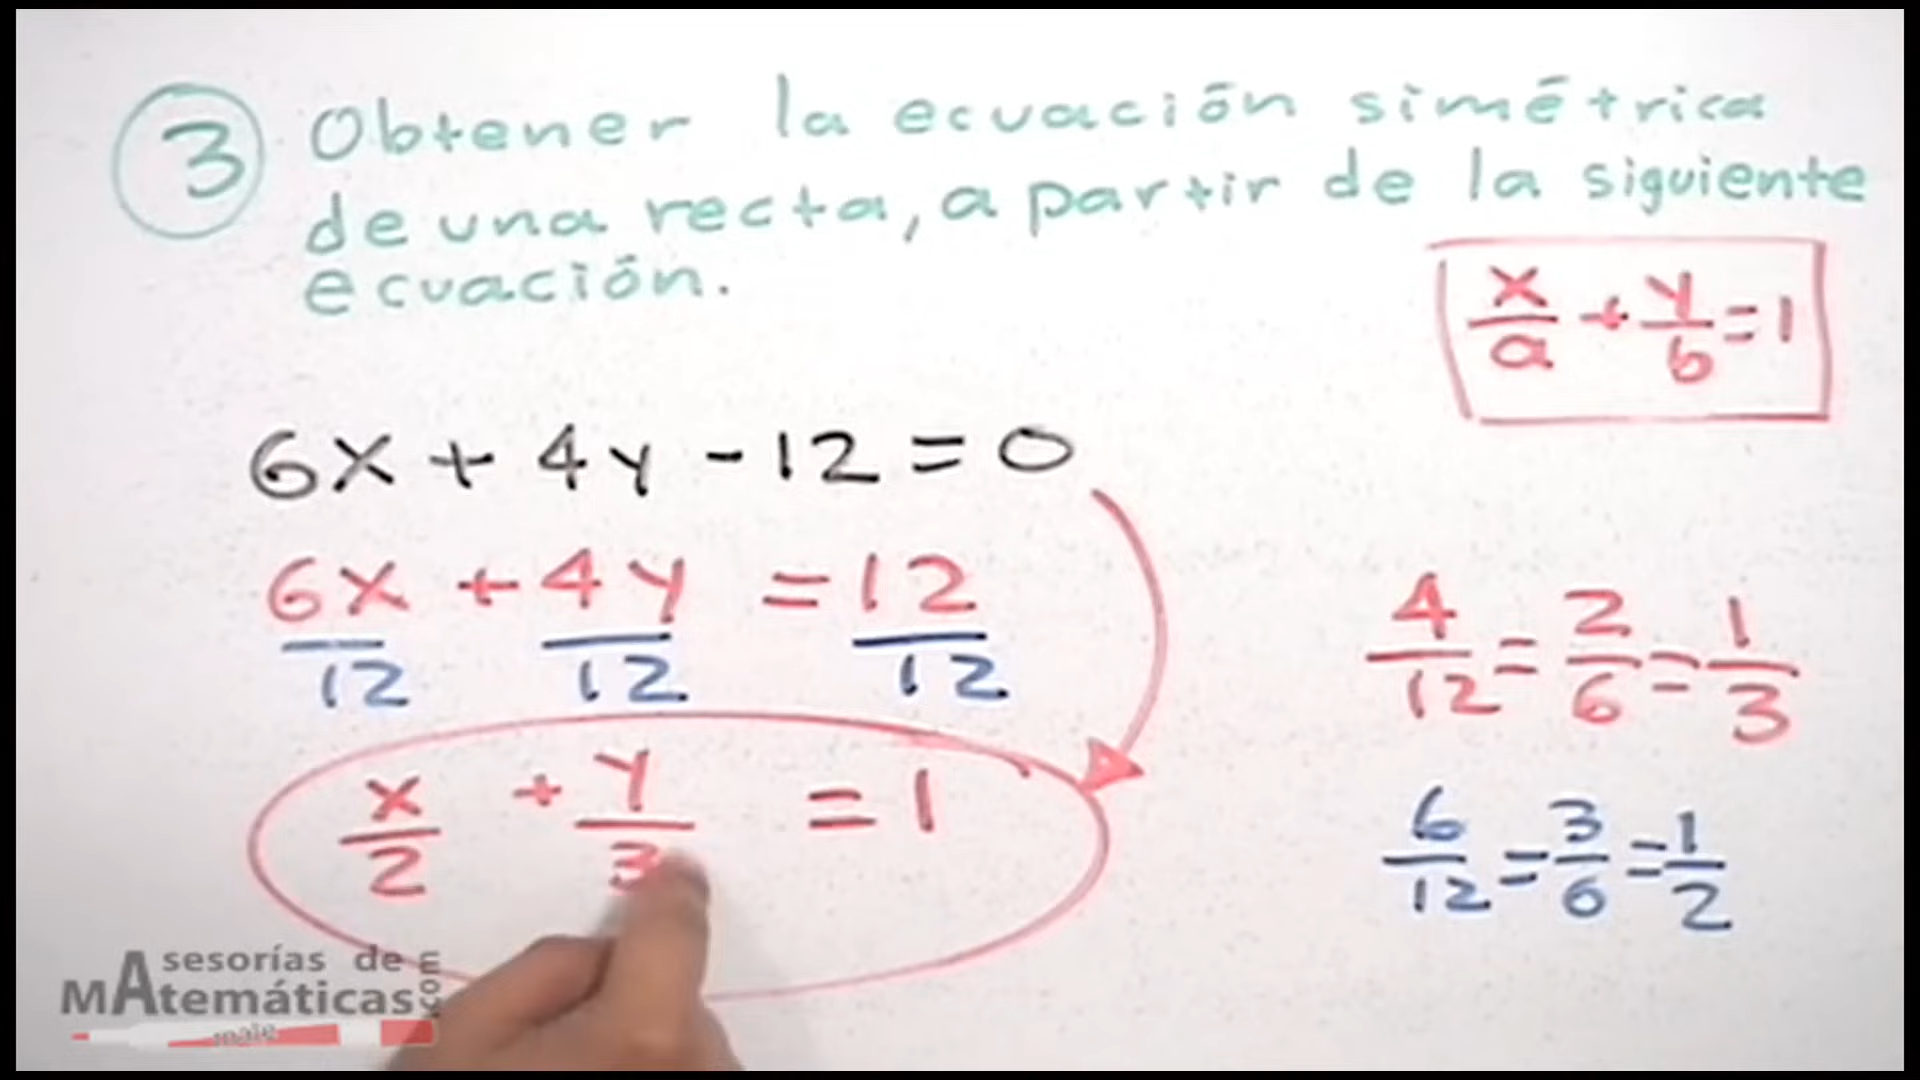 3 Obtener la ecuación simétrica
de una recta, a partir de la siguiente
ecuación.
x/a + y/b = 1
6x + 4y - 12 = 0
6x/12 + 4y/12 = 12/12
x/2 + y/3 = 1
4/12 = 2/6 = 1/3
6/12 = 3/6 = 1/2
Asesorías de
MAtemáticas.com